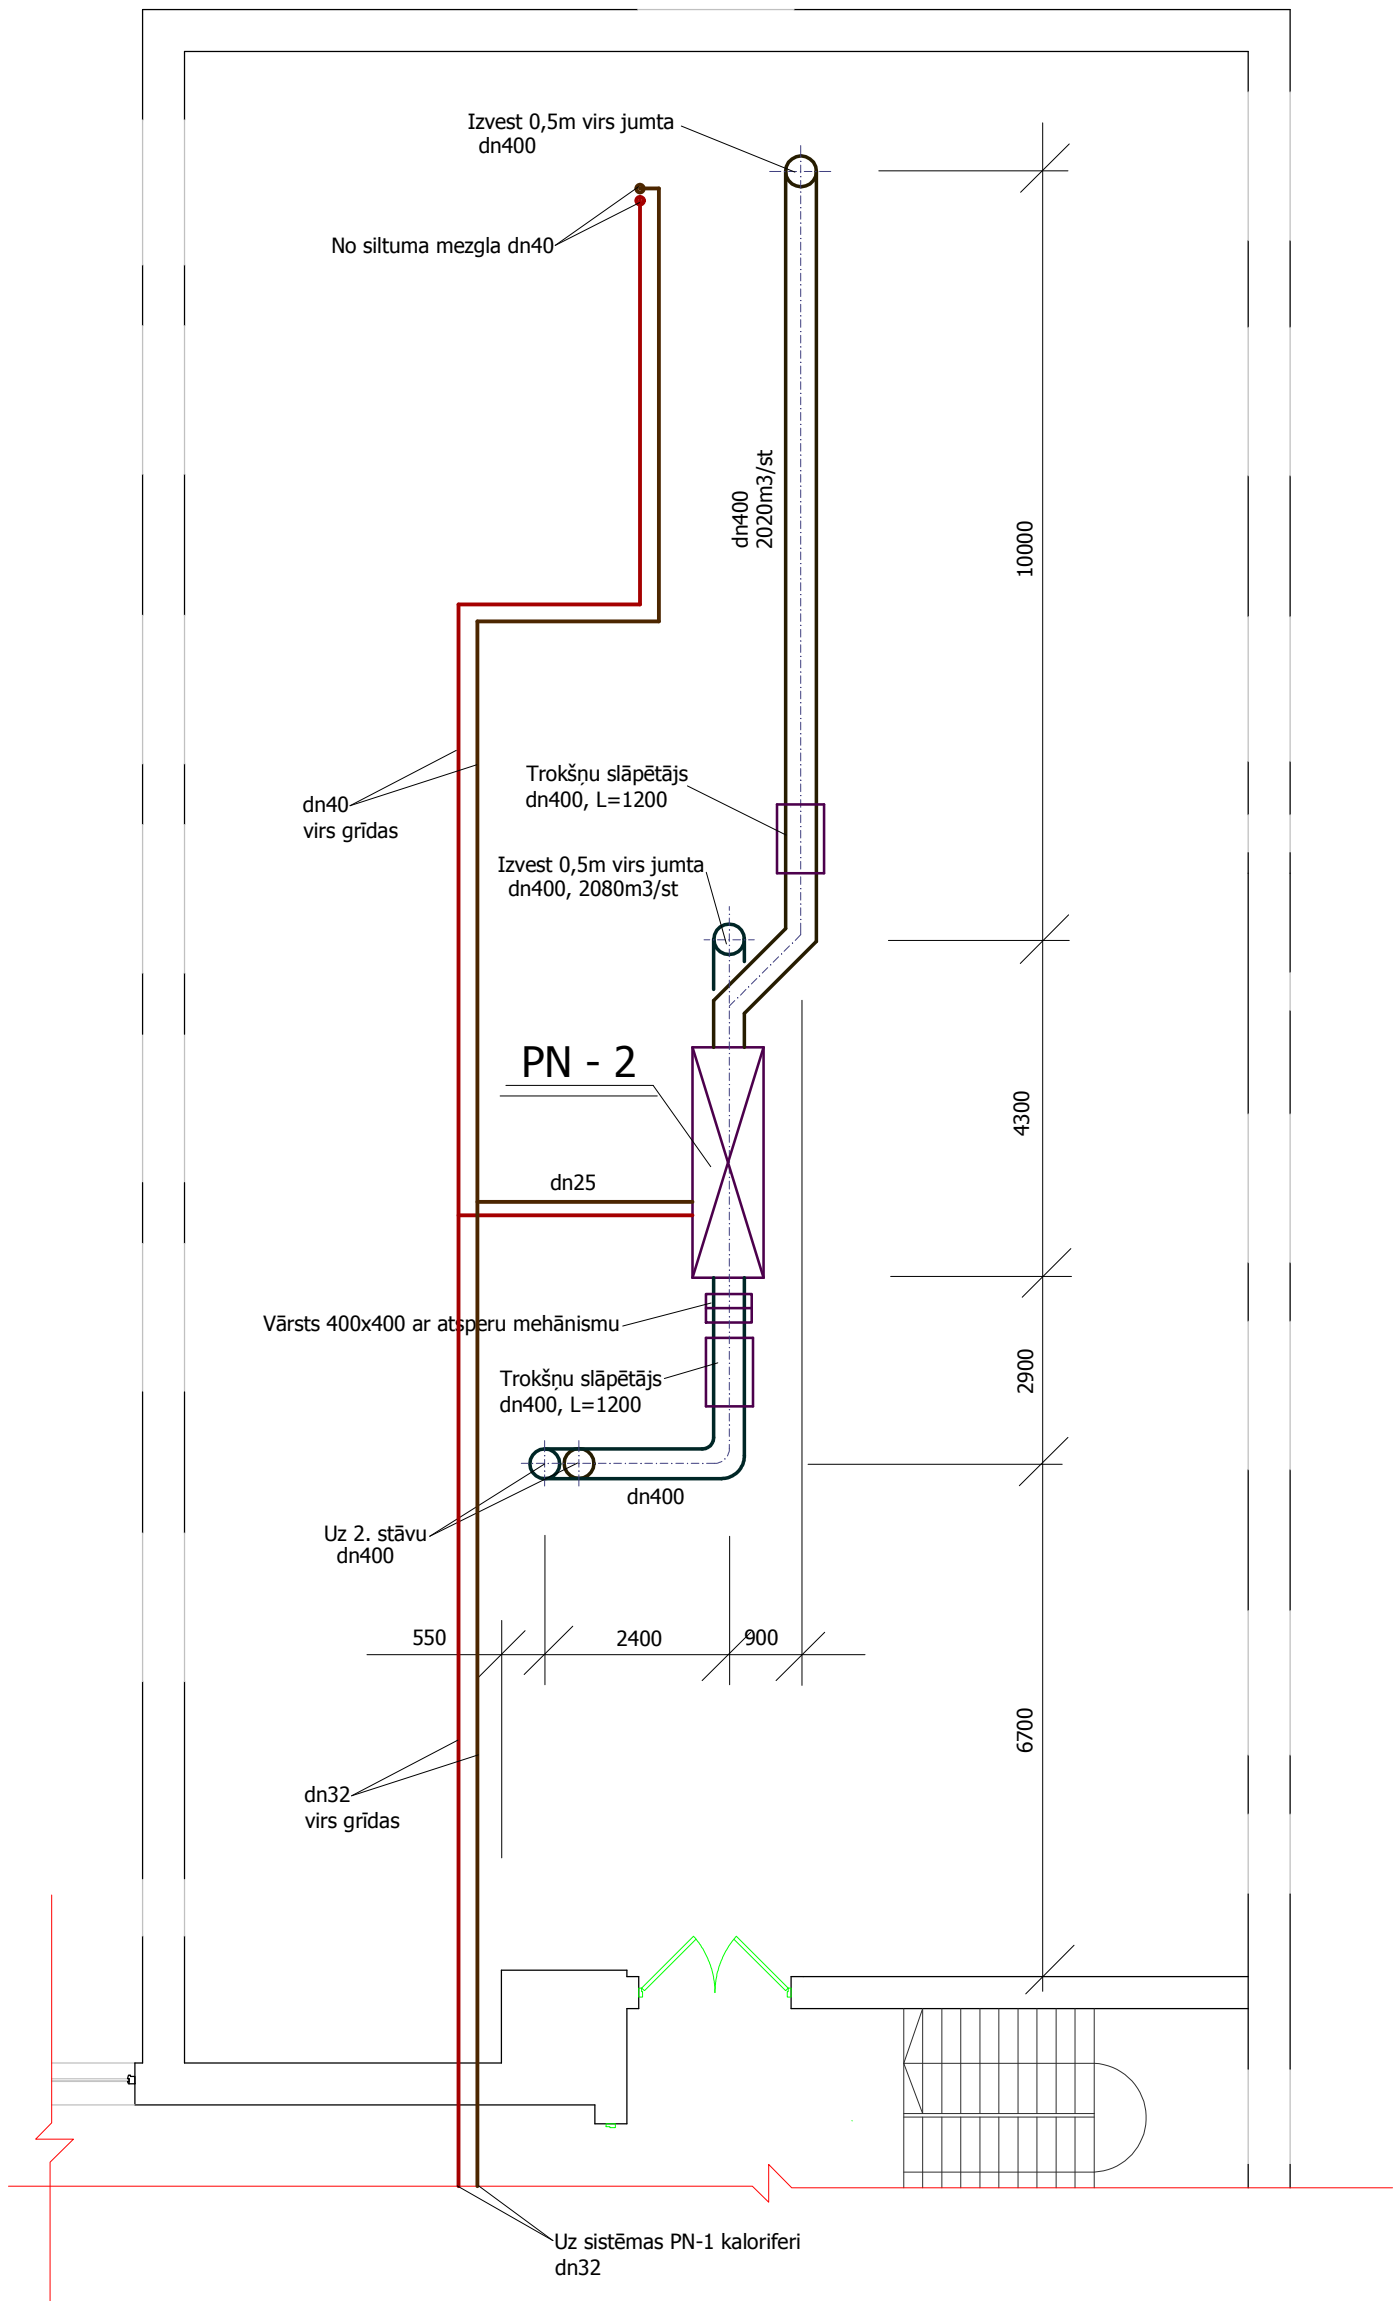 Izvest 0,5m virs jumta
dn400
No siltuma mezgla dn40
dn400
2020m3/st
10000
Trokšņu slāpētājs
dn400, L=1200
dn40
virs grīdas
Izvest 0,5m virs jumta
dn400, 2080m3/st
PN - 2
4300
dn25
Vārsts 400x400 ar atsperu mehānismu
Trokšņu slāpētājs
dn400, L=1200
2900
dn400
Uz 2. stāvu
dn400
550
2400
900
6700
dn32
virs grīdas
Uz sistēmas PN-1 kaloriferi
dn32